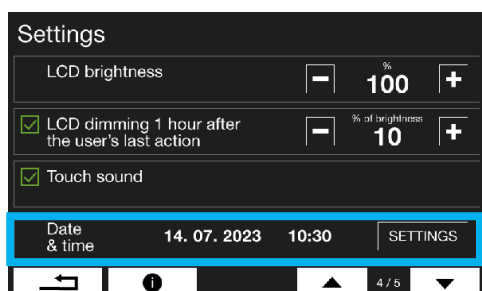 Settings
LCD brightness
%
− 100 +
LCD dimming 1 hour after
the user's last action
% of brightness
− 10 +
Touch sound
Date
& time
14. 07. 2023 10:30 SETTINGS
4/5